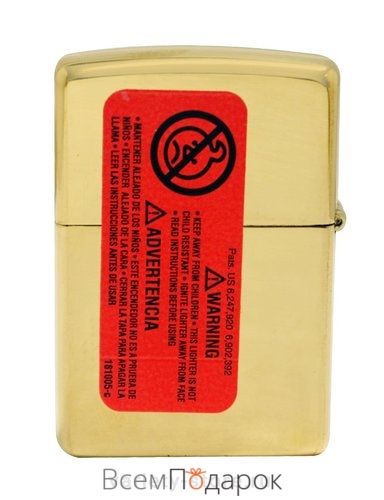 Pats. US 6,247,920 6,902,392
⚠ WARNING
• KEEP AWAY FROM CHILDREN • THIS LIGHTER IS NOT
CHILD RESISTANT • IGNITE LIGHTER AWAY FROM FACE
• READ INSTRUCTIONS BEFORE USING
⚠ ADVERTENCIA
• MANTENER ALEJADO DE LOS NIÑOS • ESTE ENCENDEDOR NO ES A PRUEBA DE
NIÑOS • ENCENDER ALEJADO DE LA CARA • CERRAR LA TAPA PARA APAGAR LA
LLAMA • LEER LAS INSTRUCCIONES ANTES DE USAR
181005-c
ВсемПодарок